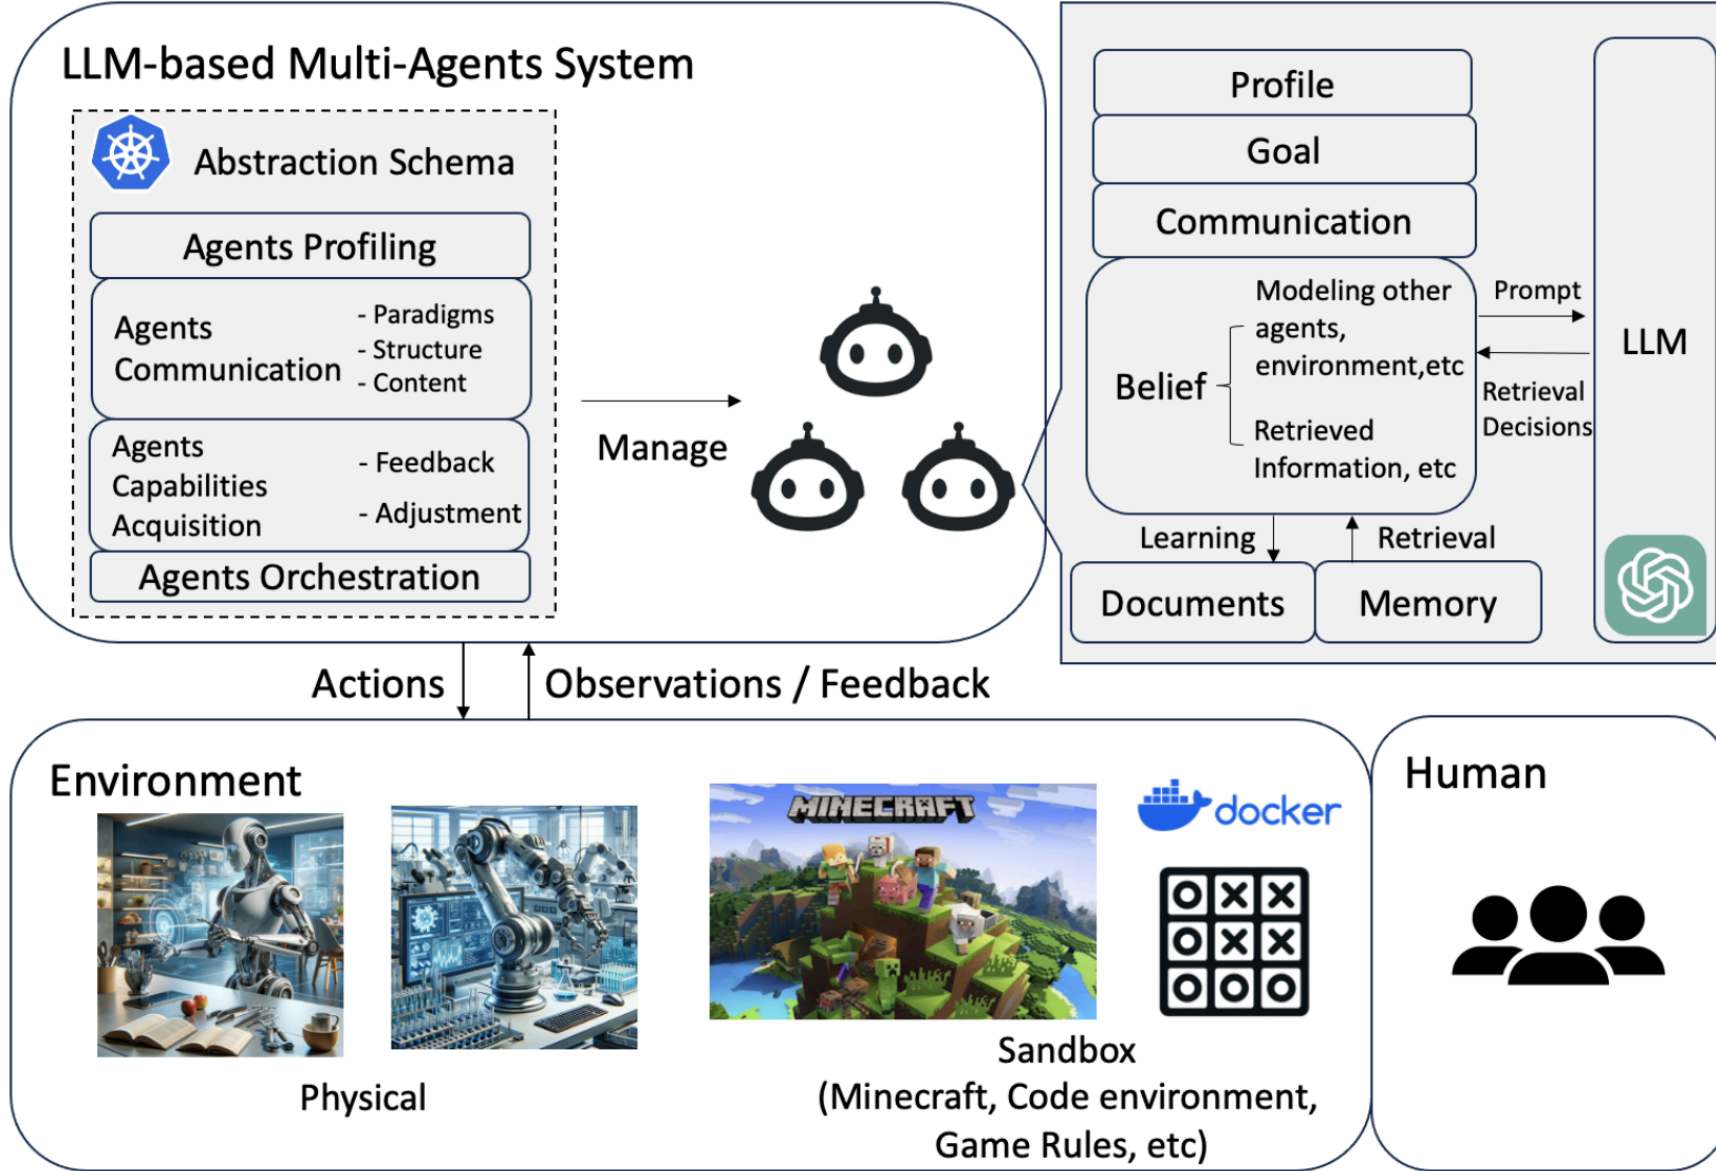 LLM-based Multi-Agents System
Abstraction Schema
Agents Profiling
Agents
Communication
- Paradigms
- Structure
- Content
Agents
Capabilities
Acquisition
- Feedback
- Adjustment
Agents Orchestration
Manage
Profile
Goal
Communication
Belief
Modeling other
agents,
environment,etc
Retrieved
Information, etc
Prompt
Retrieval
Decisions
LLM
Learning
Retrieval
Documents
Memory
Actions
Observations / Feedback
Environment
Physical
MINECRAFT
docker
O X X
O X X
O O O
Sandbox
(Minecraft, Code environment,
Game Rules, etc)
Human